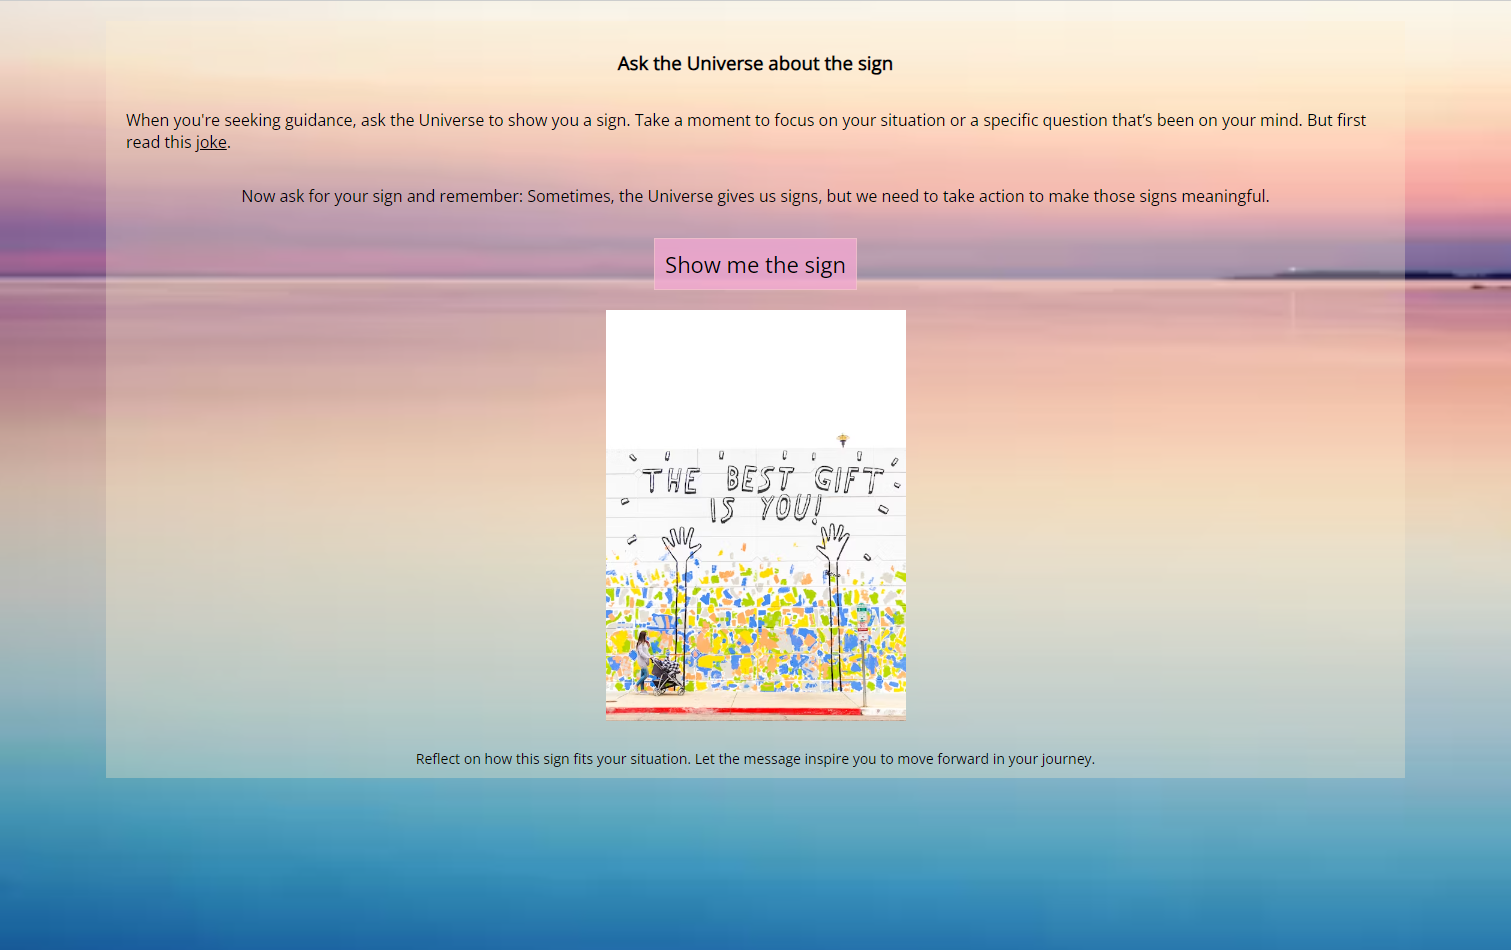 Ask the Universe about the sign
When you're seeking guidance, ask the Universe to show you a sign. Take a moment to focus on your situation or a specific question that’s been on your mind. But first
read this joke.
Now ask for your sign and remember: Sometimes, the Universe gives us signs, but we need to take action to make those signs meaningful.
Show me the sign
THE BEST GIFT
IS YOU!
Reflect on how this sign fits your situation. Let the message inspire you to move forward in your journey.